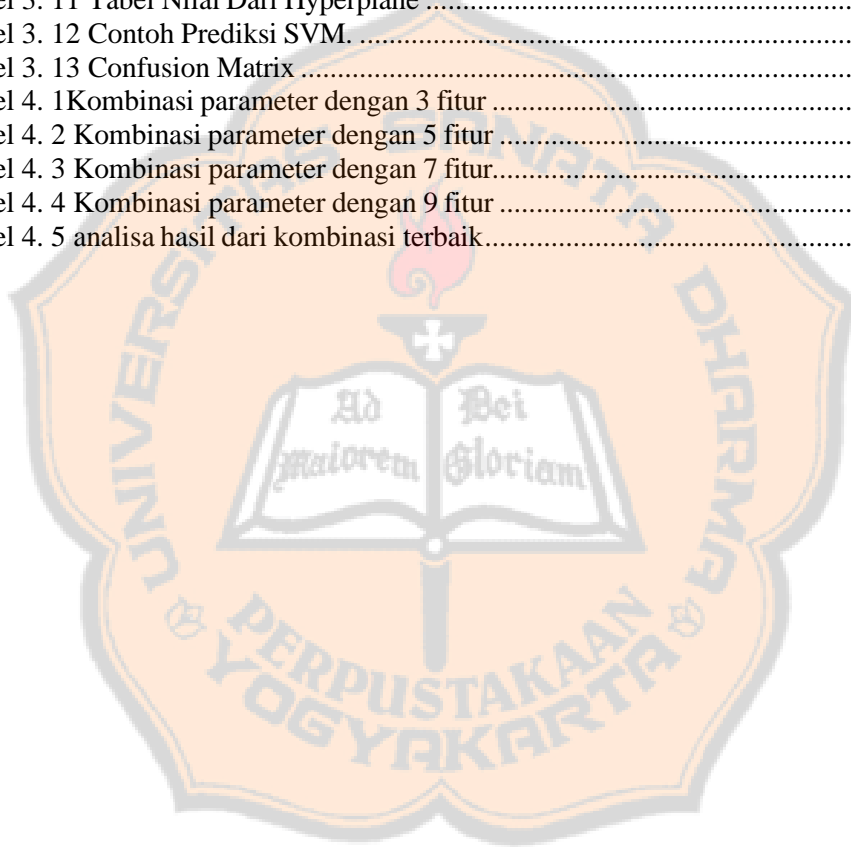 el 3. 11 Tabel Nilai Dari Hyperplane ........................................................
el 3. 12 Contoh Prediksi SVM. ........................................................
el 3. 13 Confusion Matrix ........................................................
el 4. 1Kombinasi parameter dengan 3 fitur ........................................................
el 4. 2 Kombinasi parameter dengan 5 fitur ........................................................
el 4. 3 Kombinasi parameter dengan 7 fitur........................................................
el 4. 4 Kombinasi parameter dengan 9 fitur ........................................................
el 4. 5 analisa hasil dari kombinasi terbaik........................................................
UNIVERSITAS SANATA DHARMA
Ad Dei
Maiorem Gloriam
PERPUSTAKAAN
YOGYAKARTA